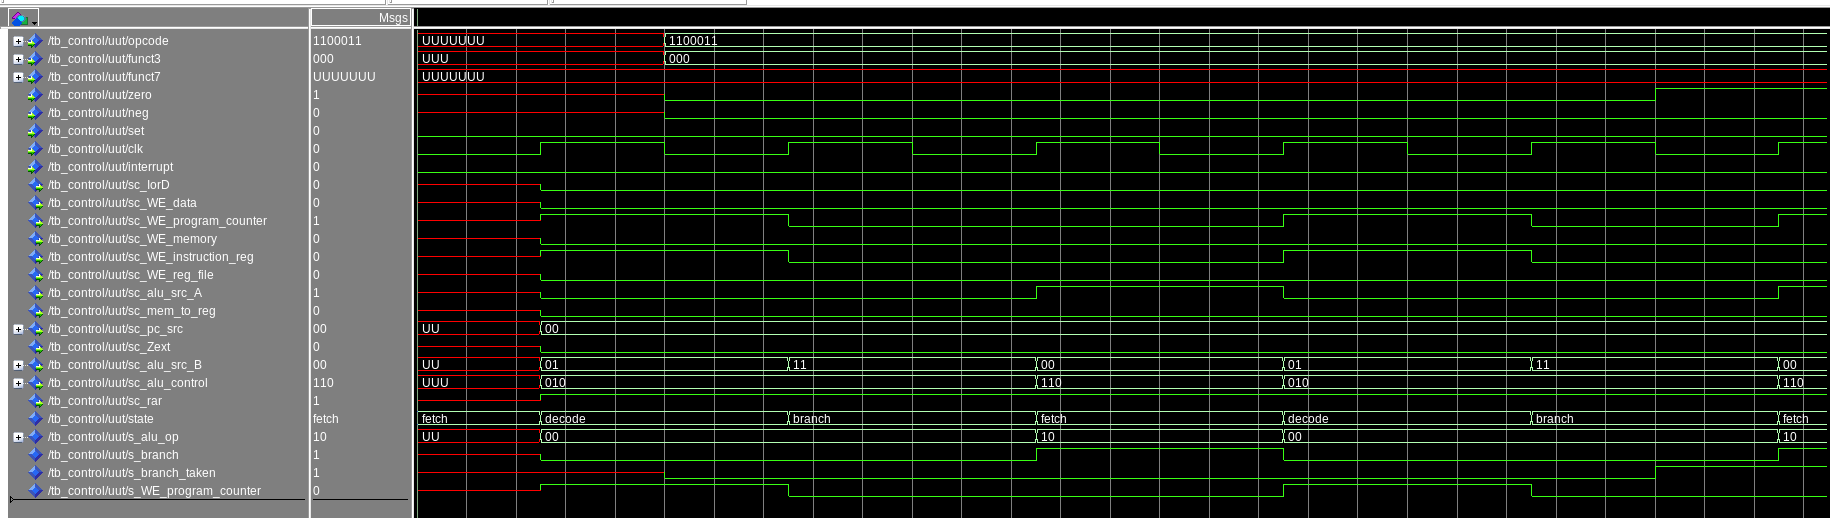 Msgs
/tb_control/uut/opcode 1100011 UUUUUUU 1100011
/tb_control/uut/funct3 000 UUU 000
/tb_control/uut/funct7 UUUUUUU UUUUUUU
/tb_control/uut/zero 1
/tb_control/uut/neg 0
/tb_control/uut/set 0
/tb_control/uut/clk 0
/tb_control/uut/interrupt 0
/tb_control/uut/sc_IorD 0
/tb_control/uut/sc_WE_data 0
/tb_control/uut/sc_WE_program_counter 1
/tb_control/uut/sc_WE_memory 0
/tb_control/uut/sc_WE_instruction_reg 0
/tb_control/uut/sc_WE_reg_file 0
/tb_control/uut/sc_alu_src_A 1
/tb_control/uut/sc_mem_to_reg 0
/tb_control/uut/sc_pc_src 00 UU 00
/tb_control/uut/sc_Zext 0
/tb_control/uut/sc_alu_src_B 00 UU 01 11 00 01 11 00
/tb_control/uut/sc_alu_control 110 UUU 010 110 010 110
/tb_control/uut/sc_rar 1
/tb_control/uut/state fetch fetch decode branch fetch decode branch fetch
/tb_control/uut/s_alu_op 10 UU 00 10 00 10
/tb_control/uut/s_branch 1
/tb_control/uut/s_branch_taken 1
/tb_control/uut/s_WE_program_counter 0